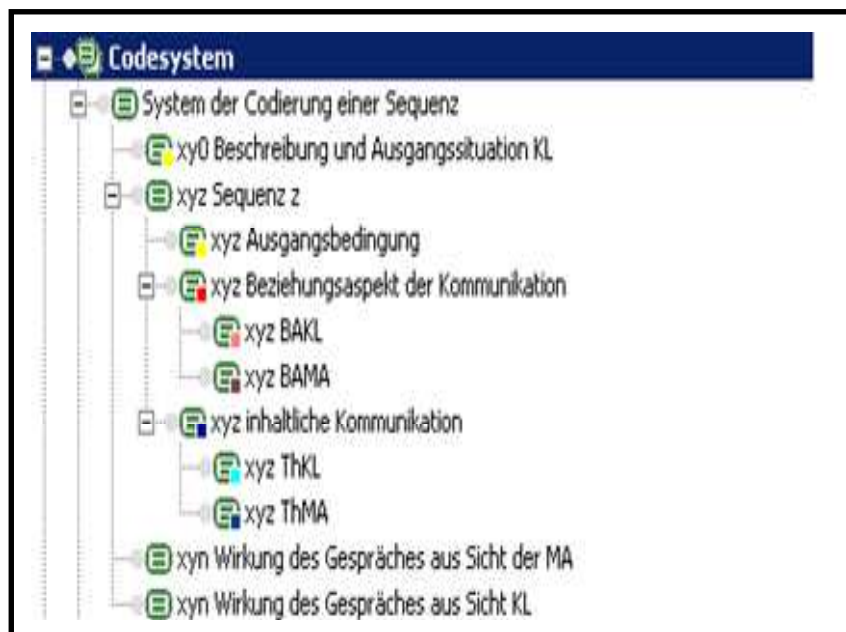 Codesystem
System der Codierung einer Sequenz
xy0 Beschreibung und Ausgangssituation KL
xyz Sequenz z
xyz Ausgangsbedingung
xyz Beziehungsaspekt der Kommunikation
xyz BAKL
xyz BAMA
xyz inhaltliche Kommunikation
xyz ThKL
xyz ThMA
xyn Wirkung des Gespräches aus Sicht der MA
xyn Wirkung des Gespräches aus Sicht KL